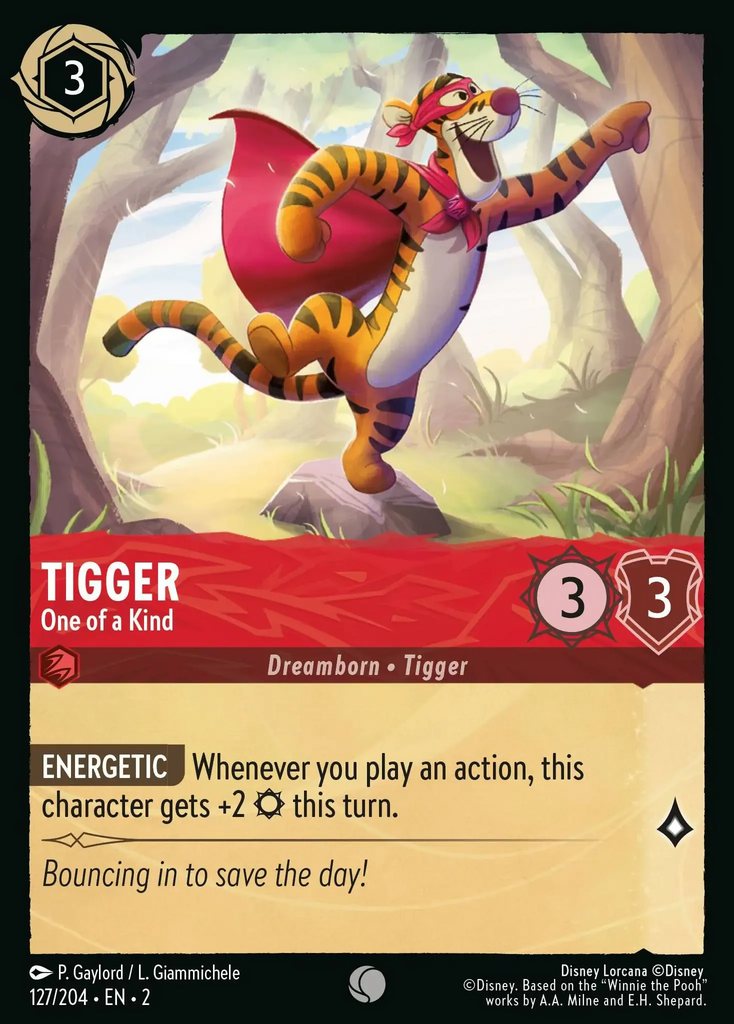 3
TIGGER
One of a Kind
3
3
Dreamborn • Tigger
ENERGETIC Whenever you play an action, this
character gets +2 this turn.
Bouncing in to save the day!
P. Gaylord / L. Giammichele
127/204 • EN • 2
Disney Lorcana ©Disney
©Disney. Based on the “Winnie the Pooh”
works by A.A. Milne and E.H. Shepard.